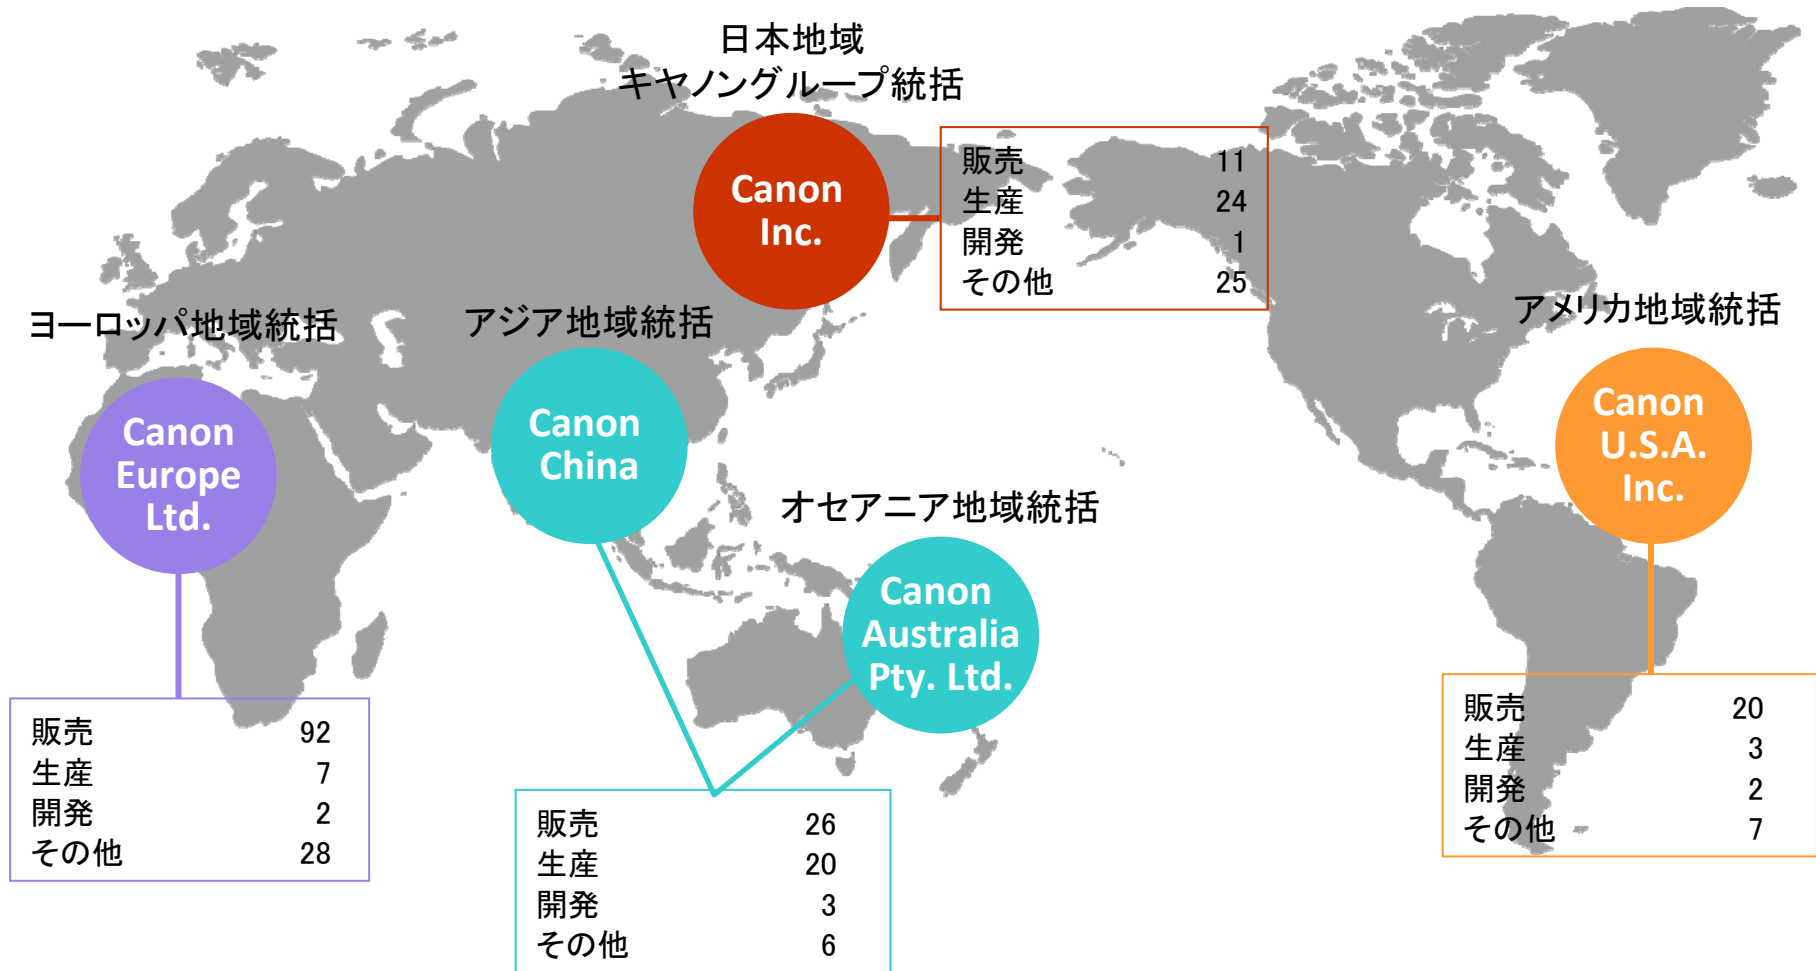 日本地域
キヤノングループ統括
Canon
Inc.
販売 11
生産 24
開発 1
その他 25
ヨーロッパ地域統括
Canon
Europe
Ltd.
販売 92
生産 7
開発 2
その他 28
アジア地域統括
Canon
China
オセアニア地域統括
Canon
Australia
Pty. Ltd.
販売 26
生産 20
開発 3
その他 6
アメリカ地域統括
Canon
U.S.A.
Inc.
販売 20
生産 3
開発 2
その他 7